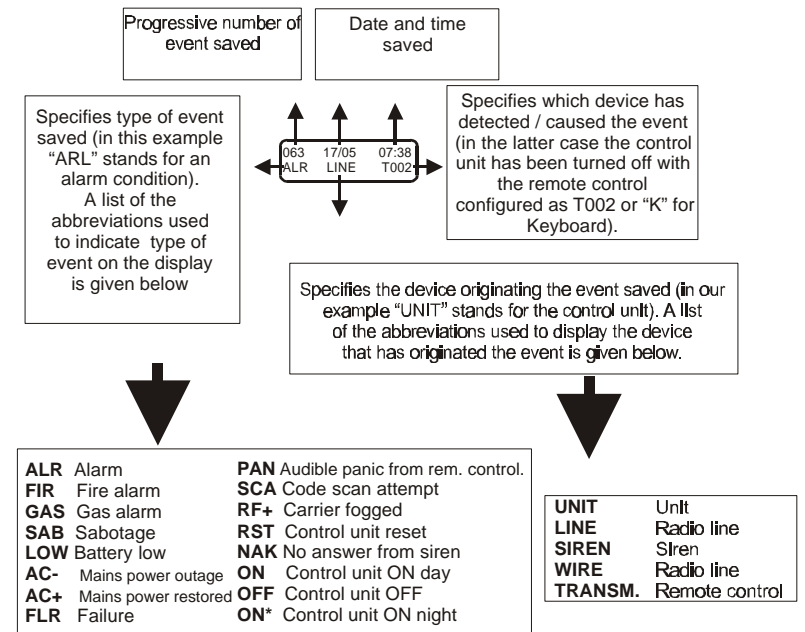 Progressive number of
event saved
Date and time
saved
Specifies type of event
saved (in this example
“ARL” stands for an
alarm condition).
A list of the
abbreviations used
to indicate type of
event on the display
is given below
063 17/05 07:38
ALR LINE T002
Specifies which device has
detected / caused the event
(in the latter case the control
unit has been turned off with
the remote control
configured as T002 or “K” for
Keyboard).
Specifies the device originating the event saved (in our
example “UNIT” stands for the control unit). A list
of the abbreviations used to display the device
that has originated the event is given below.
ALR Alarm
FIR Fire alarm
GAS Gas alarm
SAB Sabotage
LOW Battery low
AC- Mains power outage
AC+ Mains power restored
FLR Failure
PAN Audible panic from rem. control.
SCA Code scan attempt
RF+ Carrier fogged
RST Control unit reset
NAK No answer from siren
ON Control unit ON day
OFF Control unit OFF
ON* Control unit ON night
UNIT Unit
LINE Radio line
SIREN Siren
WIRE Radio line
TRANSM. Remote control